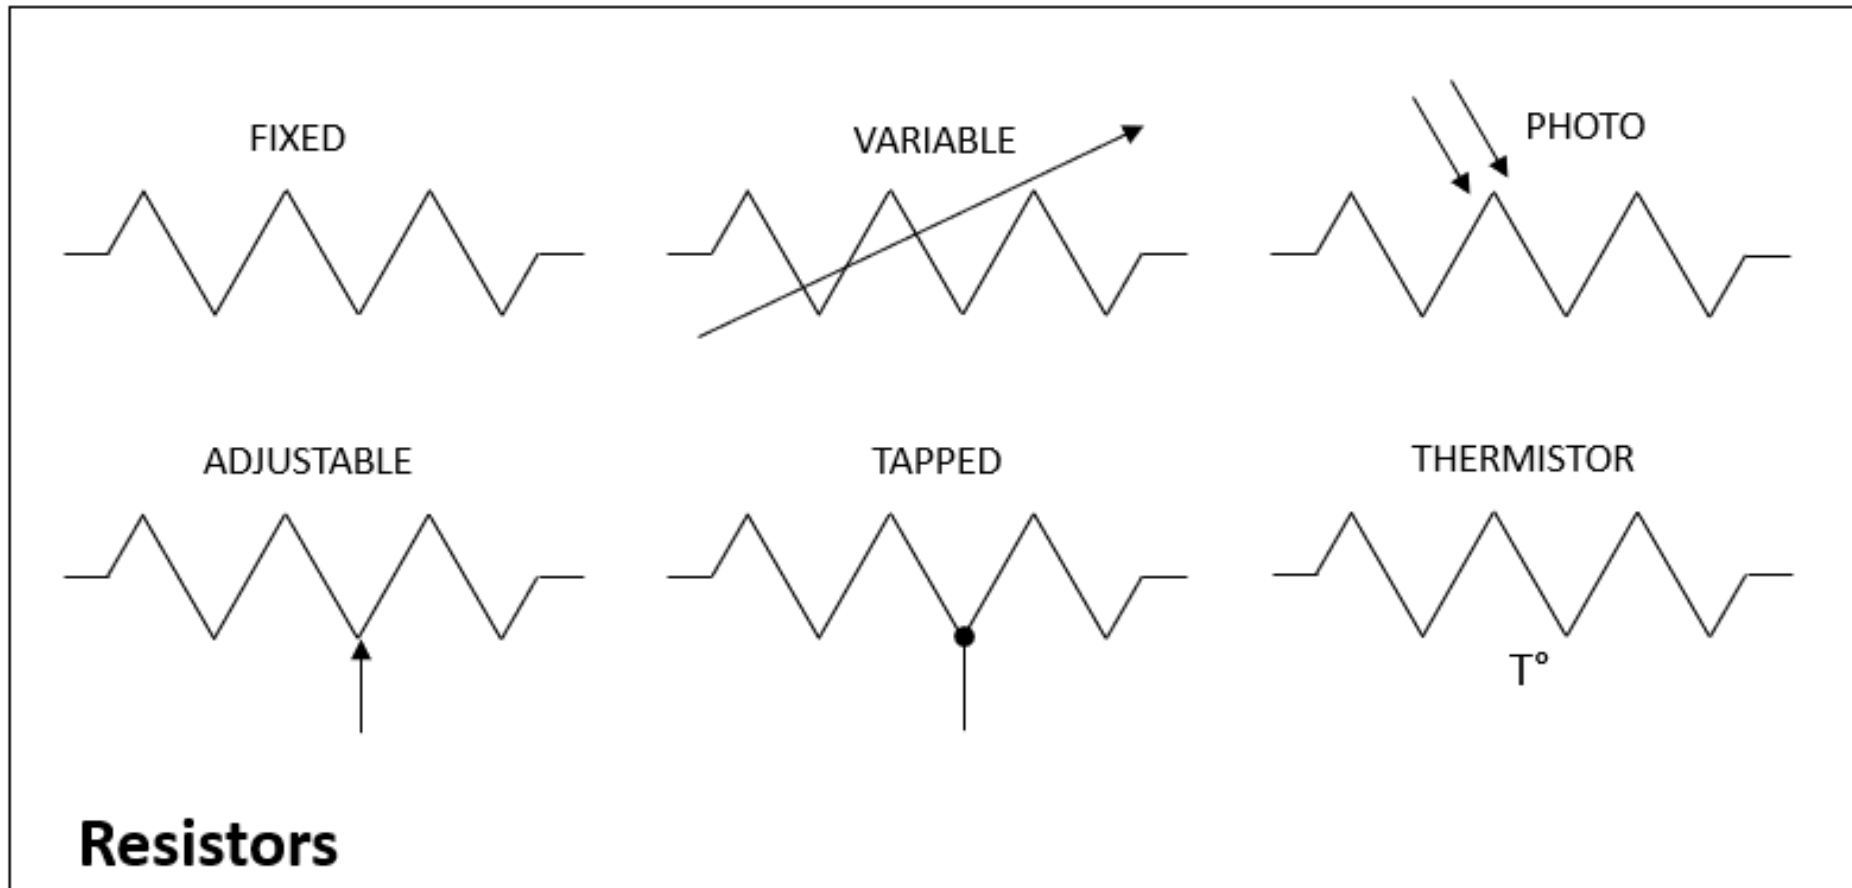 FIXED
VARIABLE
PHOTO
ADJUSTABLE
TAPPED
THERMISTOR
T°
Resistors